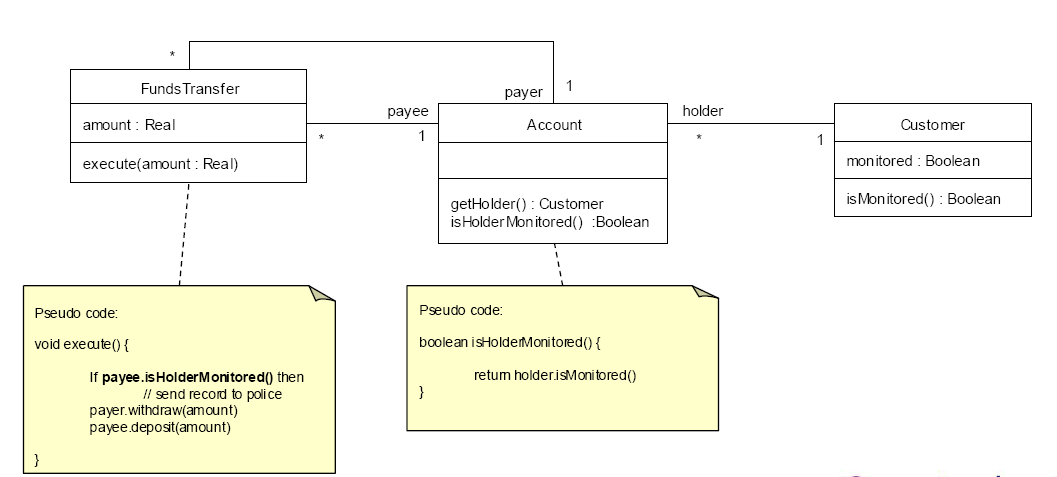 *
FundsTransfer
amount : Real
execute(amount : Real)
payer
1
payee
*
1
Account
getHolder() : Customer
isHolderMonitored()  :Boolean
holder
*
1
Customer
monitored : Boolean
isMonitored() : Boolean
Pseudo code:
void execute() {
If payee.isHolderMonitored() then
// send record to police
payer.withdraw(amount)
payee.deposit(amount)
}
Pseudo code:
boolean isHolderMonitored() {
return holder.isMonitored()
}